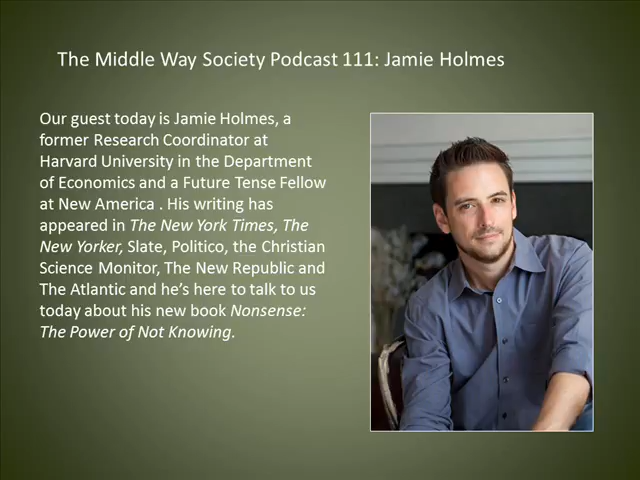 The Middle Way Society Podcast 111: Jamie Holmes
Our guest today is Jamie Holmes, a
former Research Coordinator at
Harvard University in the Department
of Economics and a Future Tense Fellow
at New America . His writing has
appeared in The New York Times, The
New Yorker, Slate, Politico, the Christian
Science Monitor, The New Republic and
The Atlantic and he's here to talk to us
today about his new book Nonsense:
The Power of Not Knowing.